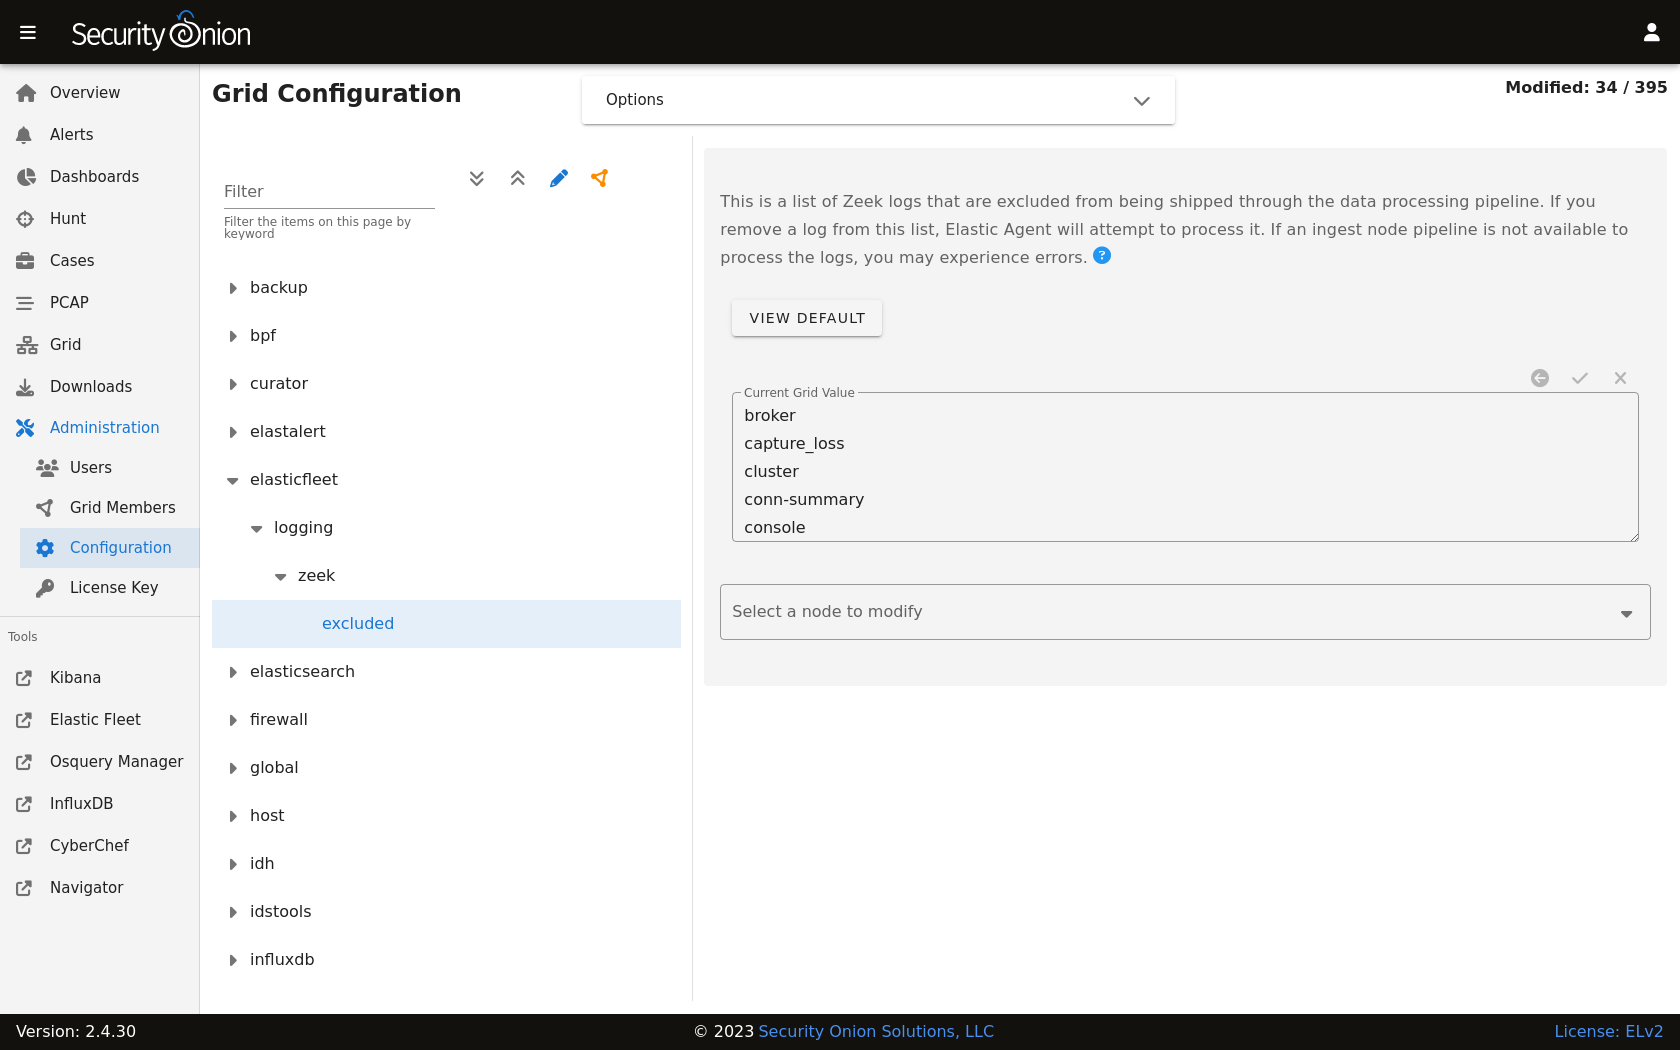 Security Onion
Overview
Alerts
Dashboards
Hunt
Cases
PCAP
Grid
Downloads
Administration
Users
Grid Members
Configuration
License Key
Tools
Kibana
Elastic Fleet
Osquery Manager
InfluxDB
CyberChef
Navigator
Grid Configuration
Options
Modified: 34 / 395
Filter
Filter the items on this page by
keyword
backup
bpf
curator
elastalert
elasticfleet
logging
zeek
excluded
elasticsearch
firewall
global
host
idh
idstools
influxdb
This is a list of Zeek logs that are excluded from being shipped through the data processing pipeline. If you
remove a log from this list, Elastic Agent will attempt to process it. If an ingest node pipeline is not available to
process the logs, you may experience errors. ?
VIEW DEFAULT
Current Grid Value
broker
capture_loss
cluster
conn-summary
console
Select a node to modify
Version: 2.4.30
© 2023 Security Onion Solutions, LLC
License: ELv2